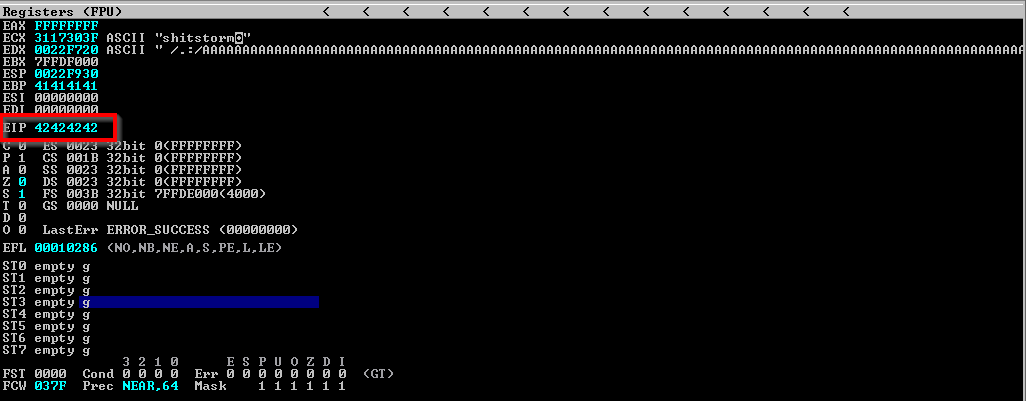 Registers (FPU) < < < < < < < < < < < < < <
EAX FFFFFFFF
ECX 3117303F ASCII "shitstorm"
EDX 0022F720 ASCII " /.:/AAAAAAAAAAAAAAAAAAAAAAAAAAAAAAAAAAAAAAAAAAAAAAAAAAAAAAAAAAAAAAAAAAAAAAAAAAAAAAAAAAAAAAAAAAAAAAAAAAAAAA
EBX 7FFDF000
ESP 0022F930
EBP 41414141
ESI 00000000
EDI 00000000
EIP 42424242
C 0 ES 0023 32bit 0(FFFFFFFF)
P 1 CS 001B 32bit 0(FFFFFFFF)
A 0 SS 0023 32bit 0(FFFFFFFF)
Z 0 DS 0023 32bit 0(FFFFFFFF)
S 1 FS 003B 32bit 7FFDE000(4000)
T 0 GS 0000 NULL
D 0
O 0 LastErr ERROR_SUCCESS (00000000)
EFL 00010286 (NO,NB,NE,A,S,PE,L,LE)
ST0 empty g
ST1 empty g
ST2 empty g
ST3 empty g
ST4 empty g
ST5 empty g
ST6 empty g
ST7 empty g
3 2 1 0 E S P U O Z D I
FST 0000 Cond 0 0 0 0 Err 0 0 0 0 0 0 0 0 (GT)
FCW 037F Prec NEAR,64 Mask 1 1 1 1 1 1